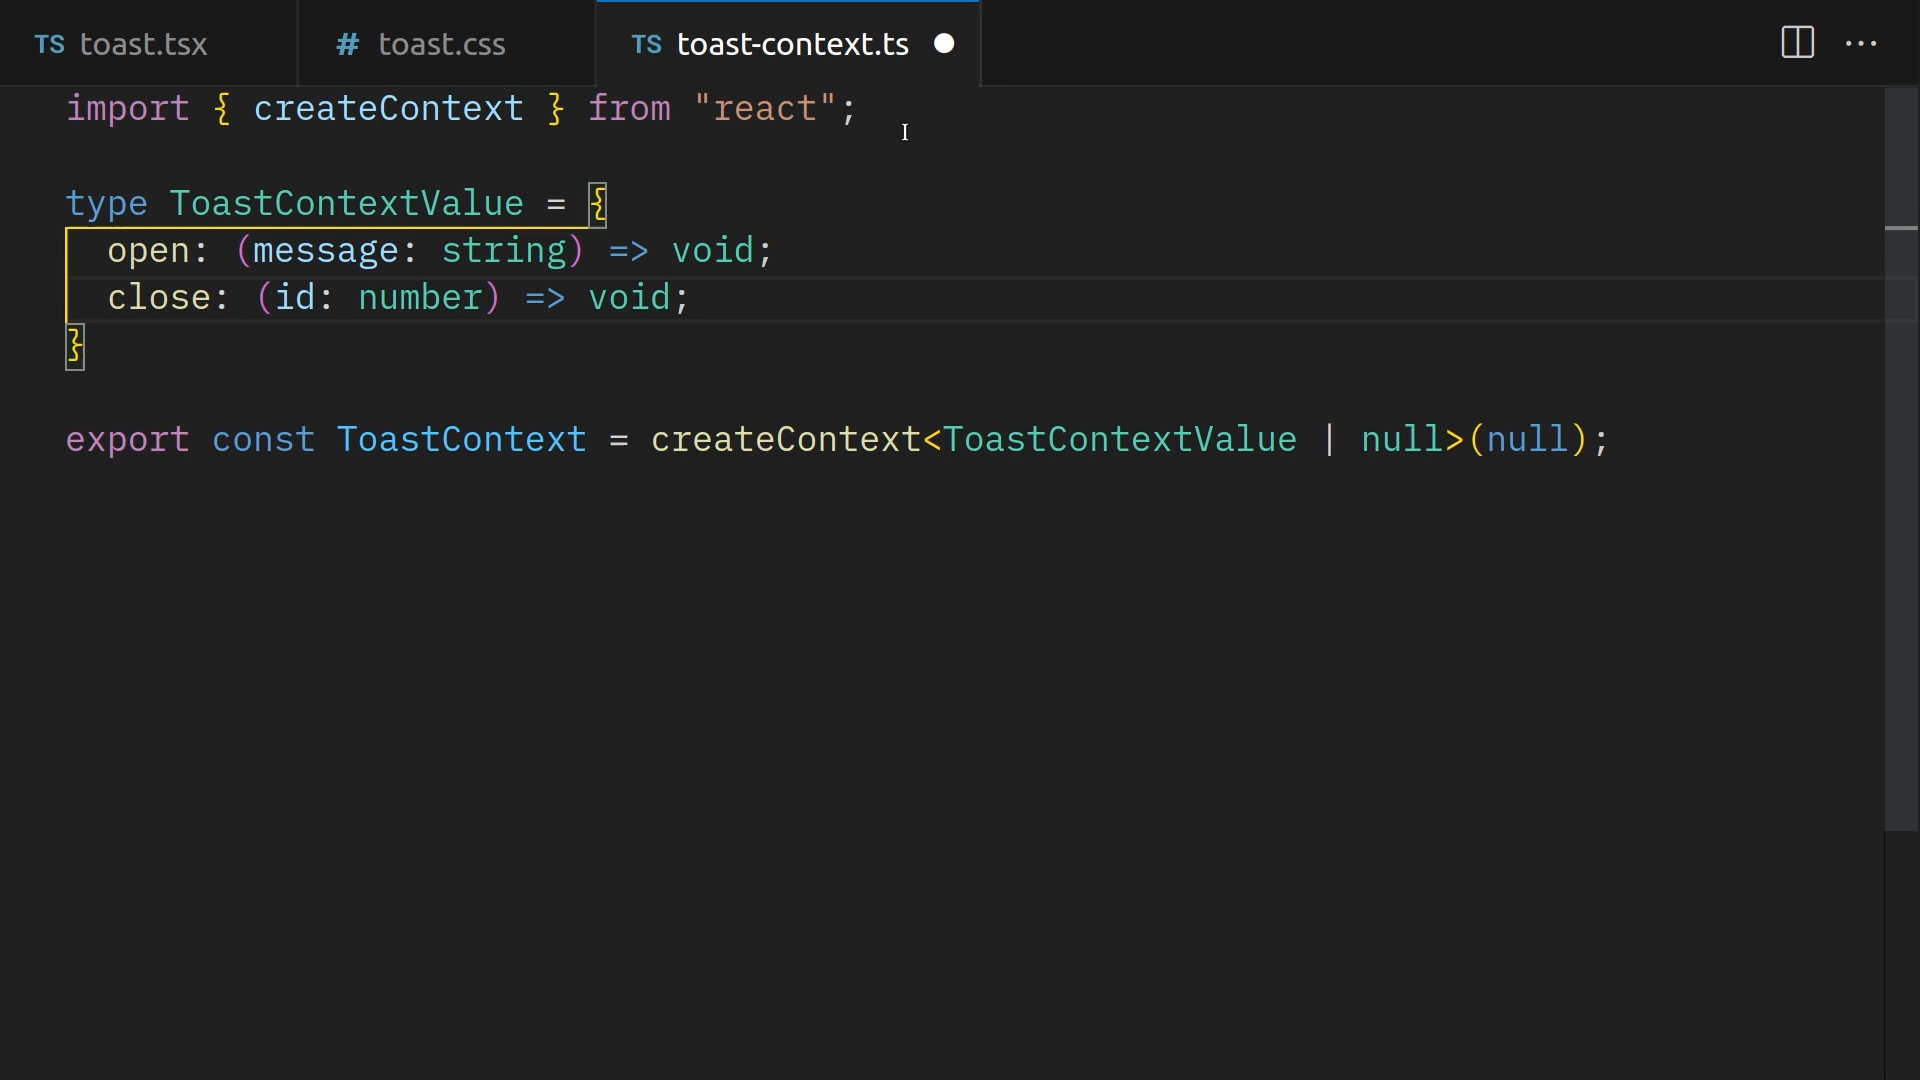 TS toast.tsx # toast.css TS toast-context.ts
import { createContext } from "react";
type ToastContextValue = {
  open: (message: string) => void;
  close: (id: number) => void;
}
export const ToastContext = createContext<ToastContextValue | null>(null);